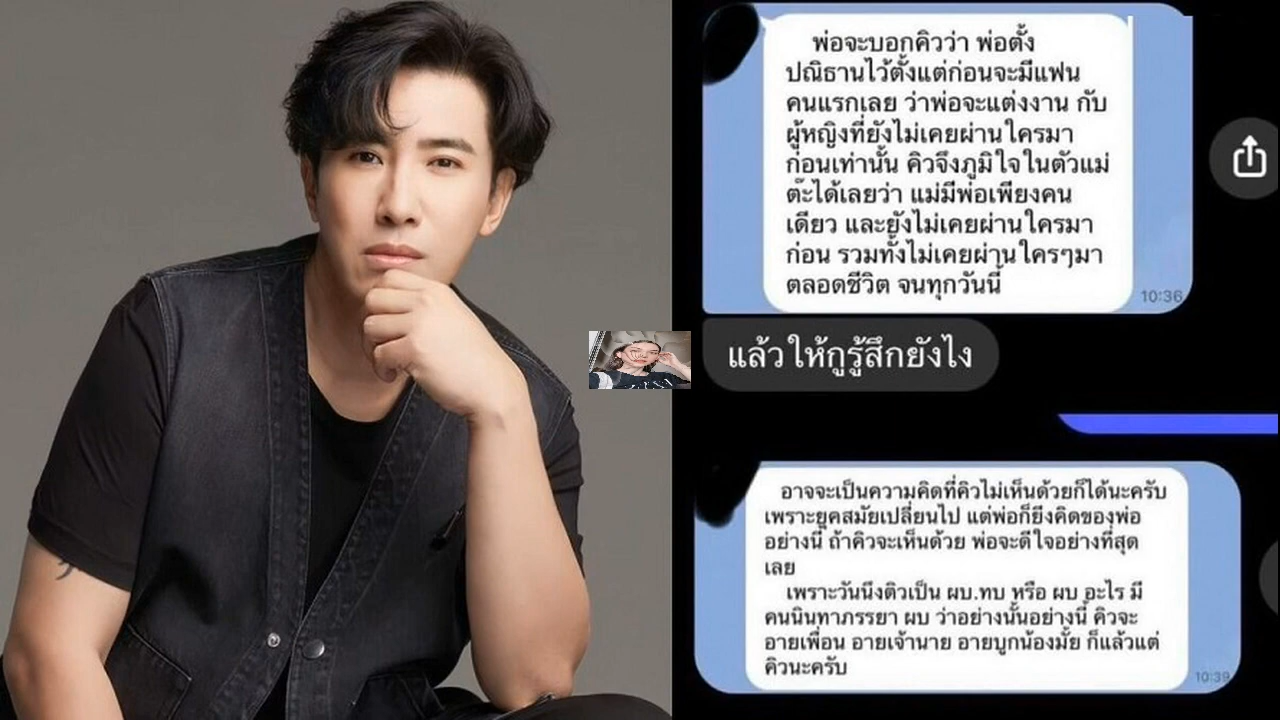 พ่อจะบอกคิวว่า พ่อตั้ง
ปณิธานไว้ตั้งแต่ก่อนจะมีแฟน
คนแรกเลย ว่าพ่อจะแต่งงาน กับ
ผู้หญิงที่ยังไม่เคยผ่านใครมา
ก่อนเท่านั้น คิวจึงภูมิใจในตัวแม่
ต๊ะได้เลยว่า แม่มีพ่อเพียงคน
เดียว และยังไม่เคยผ่านใครมา
ก่อน รวมทั้งไม่เคยผ่านใครๆมา
ตลอดชีวิต จนทุกวันนี้
10:36
แล้วให้กูรู้สึกยังไง
อาจจะเป็นความคิดที่คิวไม่เห็นด้วยก็ได้นะครับ
เพราะยุคสมัยเปลี่ยนไป แต่พ่อก็ยึงคิดของพ่อ
อย่างนี้ ถ้าคิวจะเห็นด้วย พ่อจะดีใจอย่างที่สุด
เลย
เพราะวันนึงติวเป็น ผบ.ทบ หรือ ผบ อะไร มี
คนนินทาภรรยา ผบ ว่าอย่างนั้นอย่างนี้ คิวจะ
อายเพื่อน อายเจ้านาย อายบูกน้องมั้ย ก็แล้วแต่
คิวนะครับ
10:39